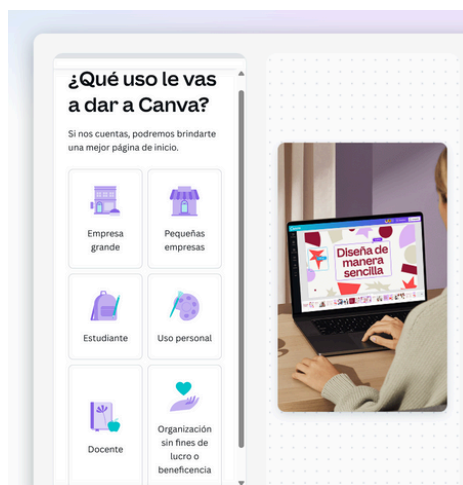 ¿Qué uso le vas
a dar a Canva?
Si nos cuentas, podremos brindarte
una mejor página de inicio.
Empresa
grande
Pequeñas
empresas
Estudiante
Uso personal
Docente
Organización
sin fines de
lucro o
beneficencia
Diseña de
manera
sencilla